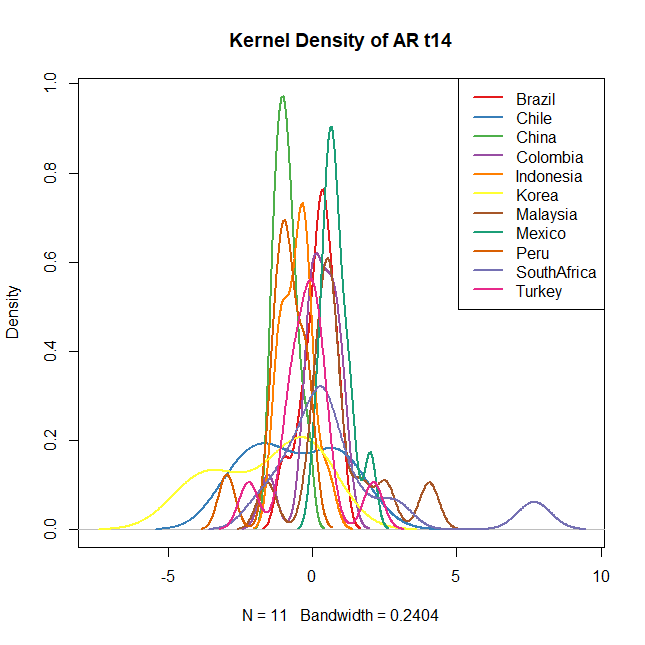 Kernel Density of AR t14
Density
1.0
0.8
0.6
0.4
0.2
0.0
Brazil
Chile
China
Colombia
Indonesia
Korea
Malaysia
Mexico
Peru
SouthAfrica
Turkey
-5 0 5 10
N = 11 Bandwidth = 0.2404